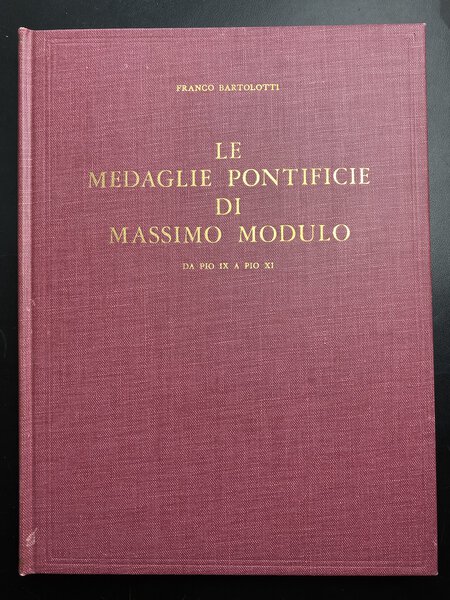 FRANCO BARTOLOTTI
LE
MEDAGLIE PONTIFICIE
DI
MASSIMO MODULO
DA PIO IX A PIO XI